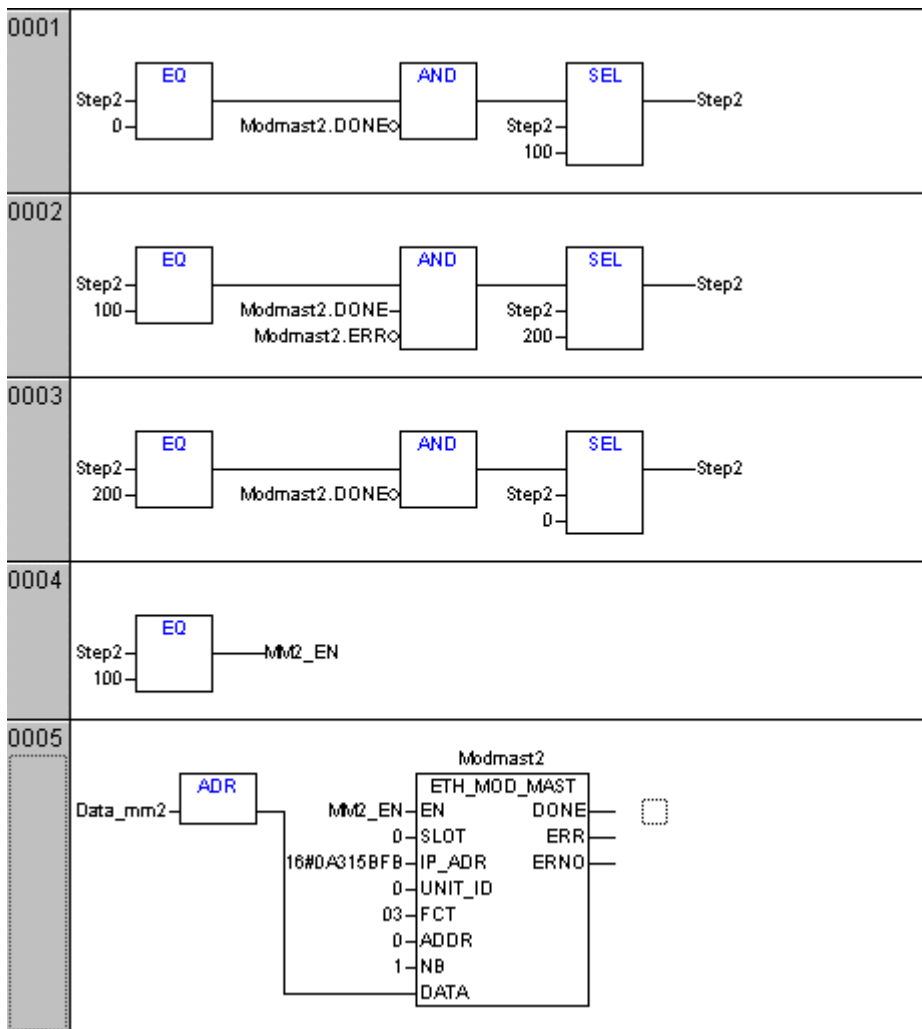 0001
EQ AND SEL
Step2 Step2
0 Modmast2.DONE Step2
100
0002
EQ AND SEL
Step2 Step2
100 Modmast2.DONE Step2
Modmast2.ERR 200
0003
EQ AND SEL
Step2 Step2
200 Modmast2.DONE Step2
0
0004
EQ
Step2 MM2_EN
100
0005
Modmast2
ADR ETH_MOD_MAST
Data_mm2 MM2_EN EN DONE
0 SLOT ERR
16#0A315BFB IP_ADR ERNO
0 UNIT_ID
03 FCT
0 ADDR
1 NB
DATA